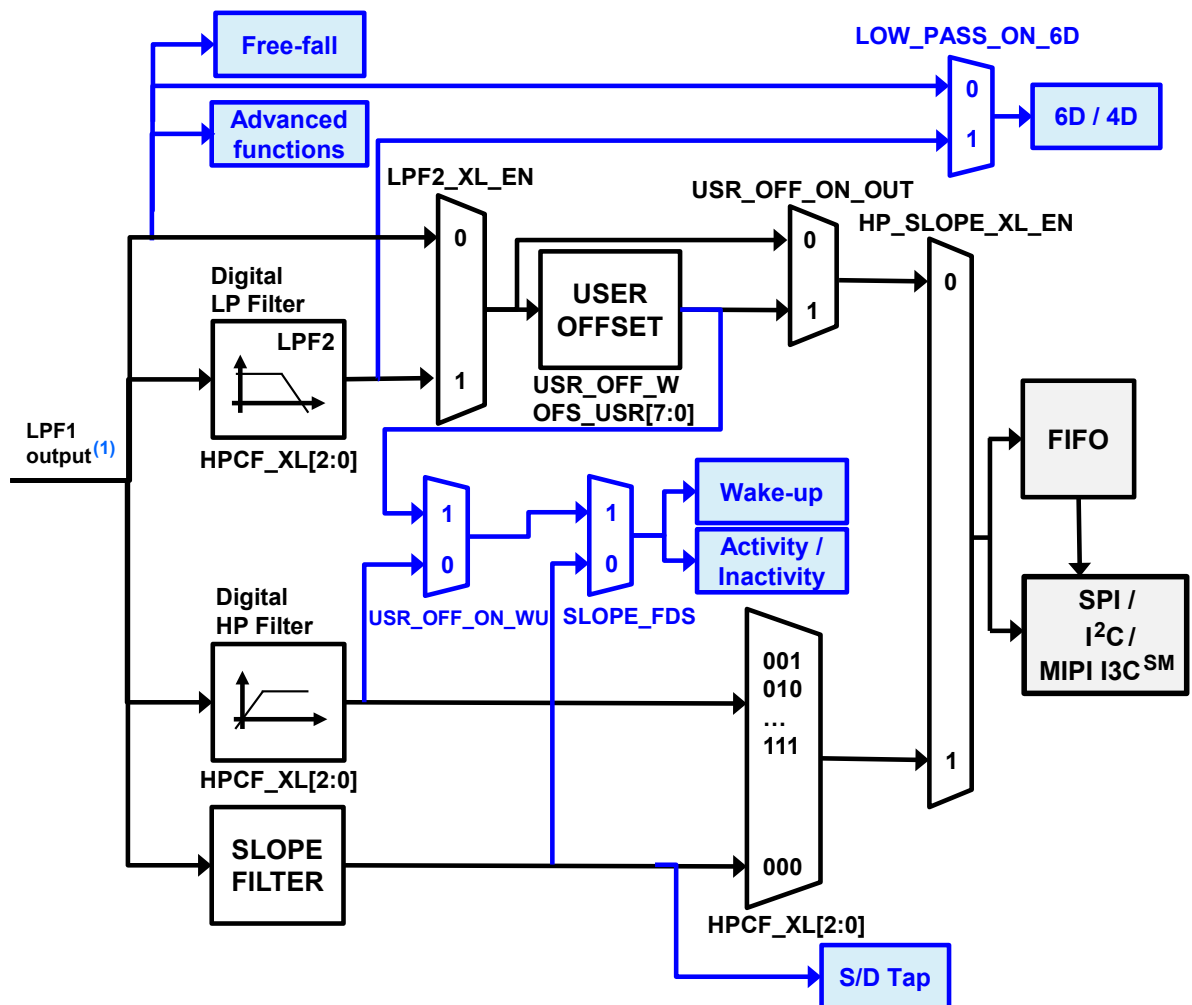 Free-fall
LOW_PASS_ON_6D
0
1
6D / 4D
Advanced
functions
LPF2_XL_EN
0
1
USR_OFF_ON_OUT
0
1
HP_SLOPE_XL_EN
0
1
Digital
LP Filter
LPF2
HPCF_XL[2:0]
USER
OFFSET
USR_OFF_W
OFS_USR[7:0]
LPF1
output(1)
FIFO
1
0
USR_OFF_ON_WU
1
0
SLOPE_FDS
Wake-up
Activity /
Inactivity
SPI /
I2C /
MIPI I3CSM
Digital
HP Filter
HPCF_XL[2:0]
001
010
...
111
000
HPCF_XL[2:0]
SLOPE
FILTER
S/D Tap